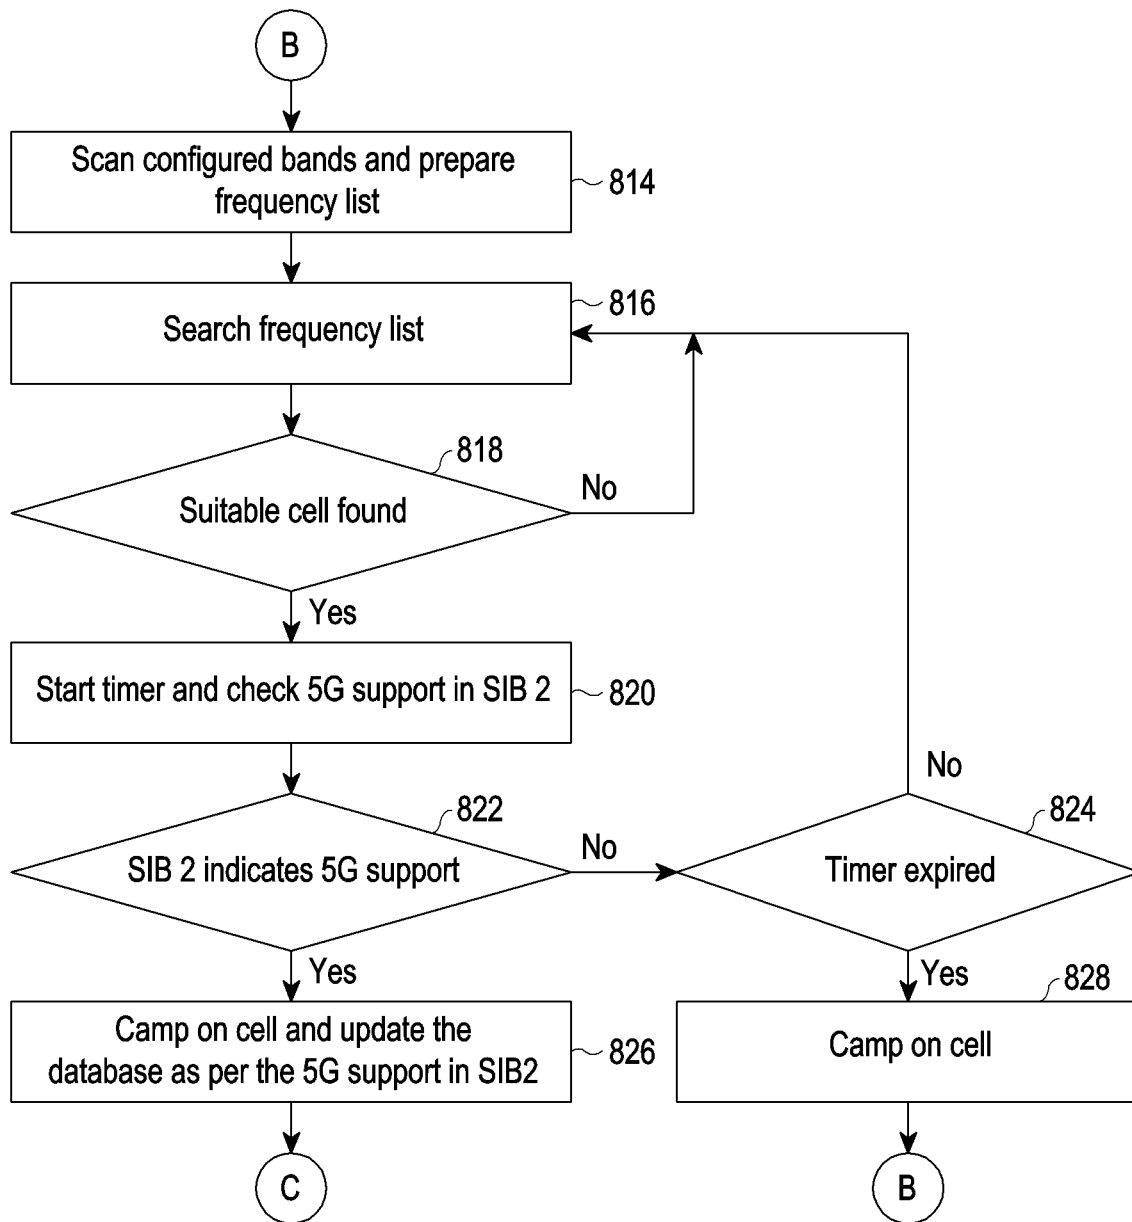 B
Scan configured bands and prepare
frequency list
814
816
Search frequency list
818
Suitable cell found
No
Yes
Start timer and check 5G support in SIB 2
820
No
822
824
SIB 2 indicates 5G support
No
Timer expired
Yes
Yes
828
Camp on cell and update the
database as per the 5G support in SIB2
826
Camp on cell
C
B